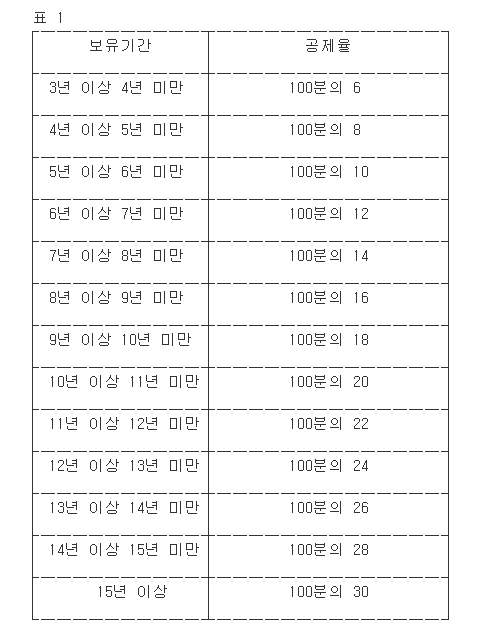 표 1
보유기간 공제율
3년 이상 4년 미만 100분의 6
4년 이상 5년 미만 100분의 8
5년 이상 6년 미만 100분의 10
6년 이상 7년 미만 100분의 12
7년 이상 8년 미만 100분의 14
8년 이상 9년 미만 100분의 16
9년 이상 10년 미만 100분의 18
10년 이상 11년 미만 100분의 20
11년 이상 12년 미만 100분의 22
12년 이상 13년 미만 100분의 24
13년 이상 14년 미만 100분의 26
14년 이상 15년 미만 100분의 28
15년 이상 100분의 30